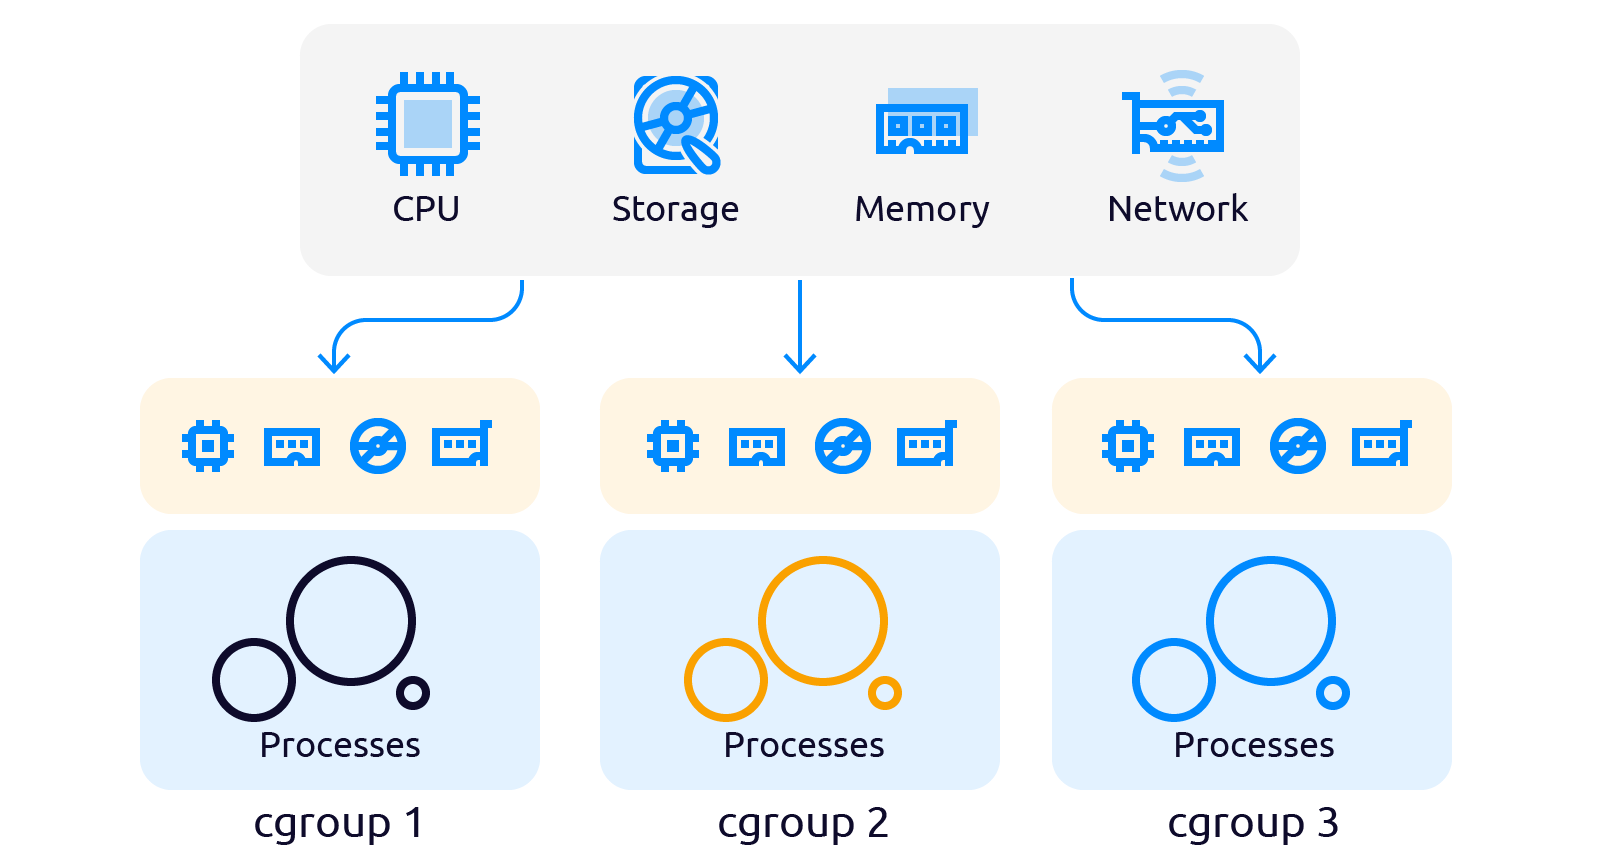 CPU
Storage
Memory
Network
Processes
Processes
Processes
cgroup 1
cgroup 2
cgroup 3